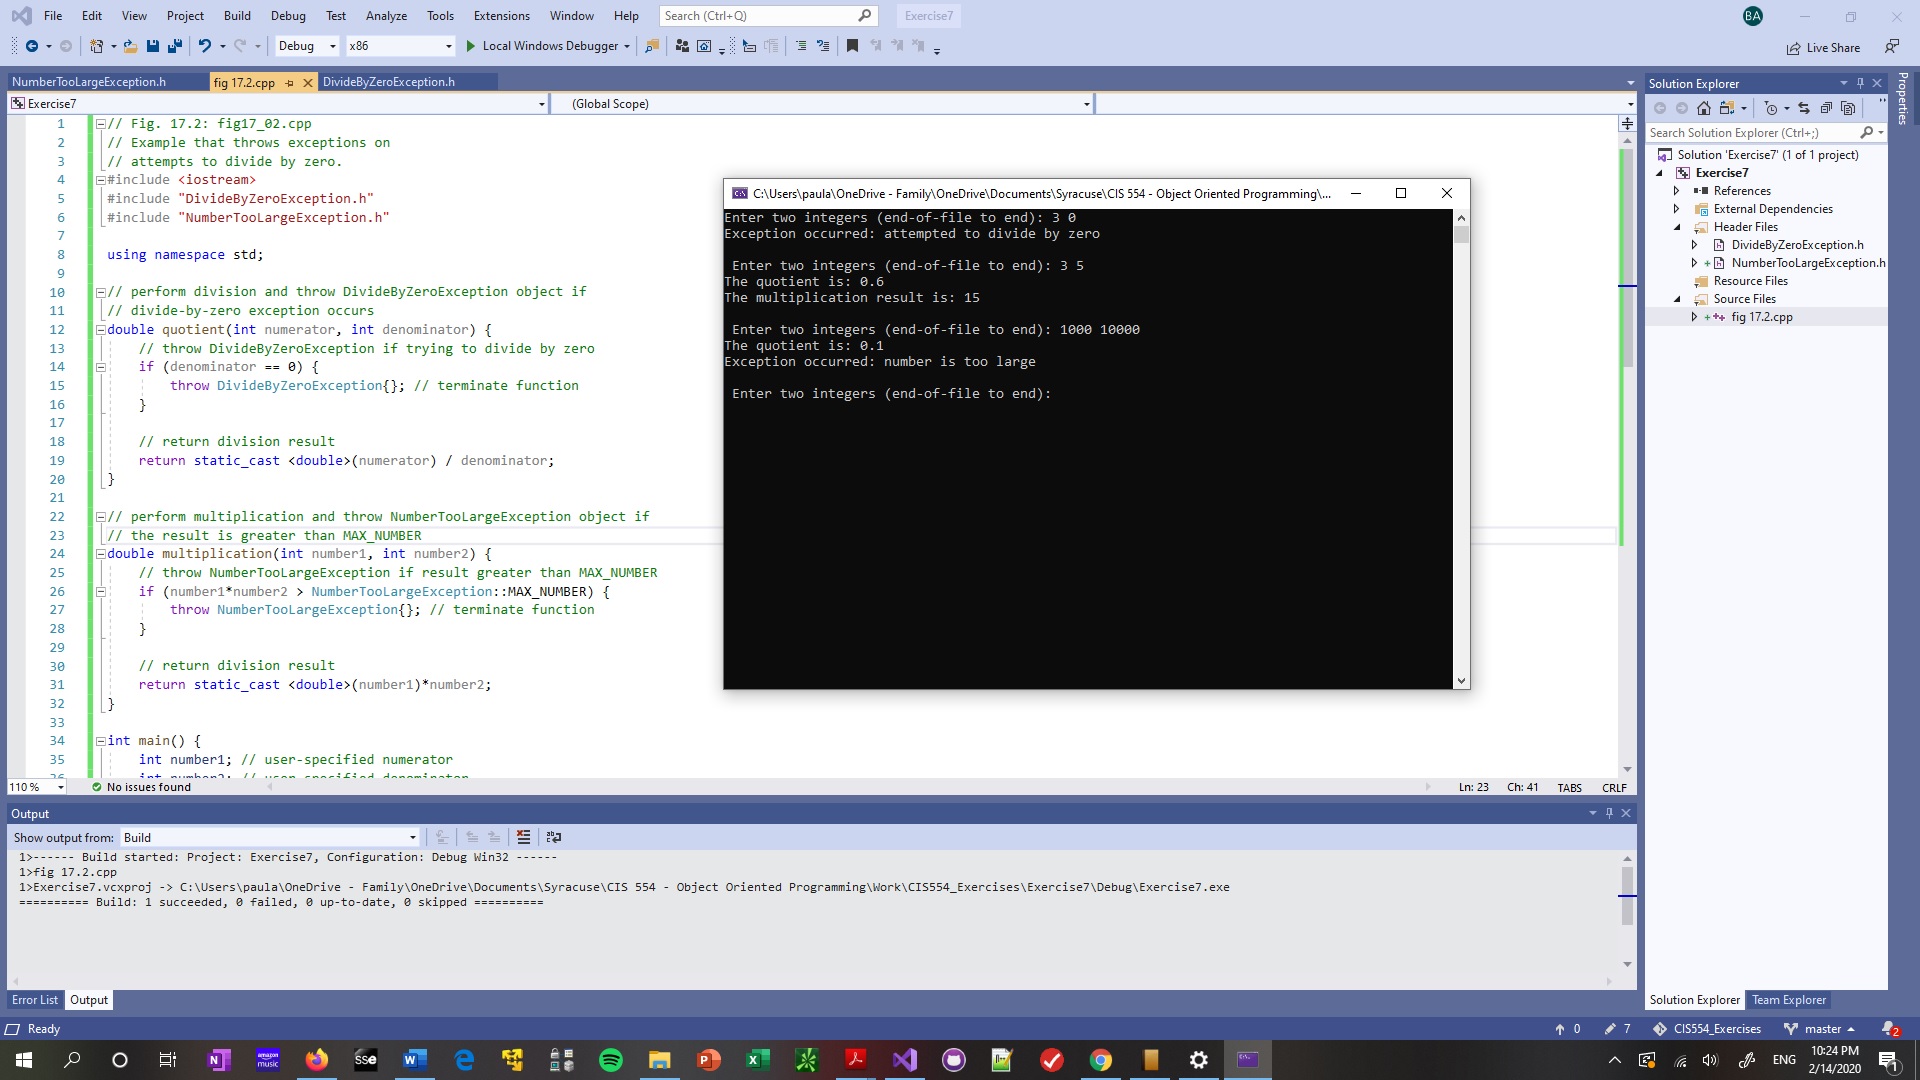 File Edit View Project Build Debug Test Analyze Tools Extensions Window Help Search (Ctrl+Q) Exercise7 BA
Debug x86 Local Windows Debugger Live Share
NumberTooLargeException.h fig 17.2.cpp DivideByZeroException.h
Exercise7 (Global Scope)
1 // Fig. 17.2: fig17_02.cpp
2 // Example that throws exceptions on
3 // attempts to divide by zero.
4 #include <iostream>
5 #include "DivideByZeroException.h"
6 #include "NumberTooLargeException.h"
7
8 using namespace std;
9
10 // perform division and throw DivideByZeroException object if
11 // divide-by-zero exception occurs
12 double quotient(int numerator, int denominator) {
13 // throw DivideByZeroException if trying to divide by zero
14 if (denominator == 0) {
15 throw DivideByZeroException{}; // terminate function
16 }
17
18 // return division result
19 return static_cast <double>(numerator) / denominator;
20 }
21
22 // perform multiplication and throw NumberTooLargeException object if
23 // the result is greater than MAX_NUMBER
24 double multiplication(int number1, int number2) {
25 // throw NumberTooLargeException if result greater than MAX_NUMBER
26 if (number1*number2 > NumberTooLargeException::MAX_NUMBER) {
27 throw NumberTooLargeException{}; // terminate function
28 }
29
30 // return division result
31 return static_cast <double>(number1)*number2;
32 }
33
34 int main() {
35 int number1; // user-specified numerator
110 % No issues found Ln: 23 Ch: 41 TABS CRLF
C:\Users\paula\OneDrive - Family\OneDrive\Documents\Syracuse\CIS 554 - Object Oriented Programming\...
Enter two integers (end-of-file to end): 3 0
Exception occurred: attempted to divide by zero
Enter two integers (end-of-file to end): 3 5
The quotient is: 0.6
The multiplication result is: 15
Enter two integers (end-of-file to end): 1000 10000
The quotient is: 0.1
Exception occurred: number is too large
Enter two integers (end-of-file to end):
Solution Explorer
Search Solution Explorer (Ctrl+;)
Solution 'Exercise7' (1 of 1 project)
Exercise7
References
External Dependencies
Header Files
DivideByZeroException.h
NumberTooLargeException.h
Resource Files
Source Files
fig 17.2.cpp
Solution Explorer Team Explorer
Properties
Output
Show output from: Build
1>------ Build started: Project: Exercise7, Configuration: Debug Win32 ------
1>fig 17.2.cpp
1>Exercise7.vcxproj -> C:\Users\paula\OneDrive - Family\OneDrive\Documents\Syracuse\CIS 554 - Object Oriented Programming\Work\CIS554_Exercises\Exercise7\Debug\Exercise7.exe
========== Build: 1 succeeded, 0 failed, 0 up-to-date, 0 skipped ==========
Error List Output
Ready 0 7 CIS554_Exercises master 2
amazon music SSe ENG 10:24 PM
2/14/2020 1